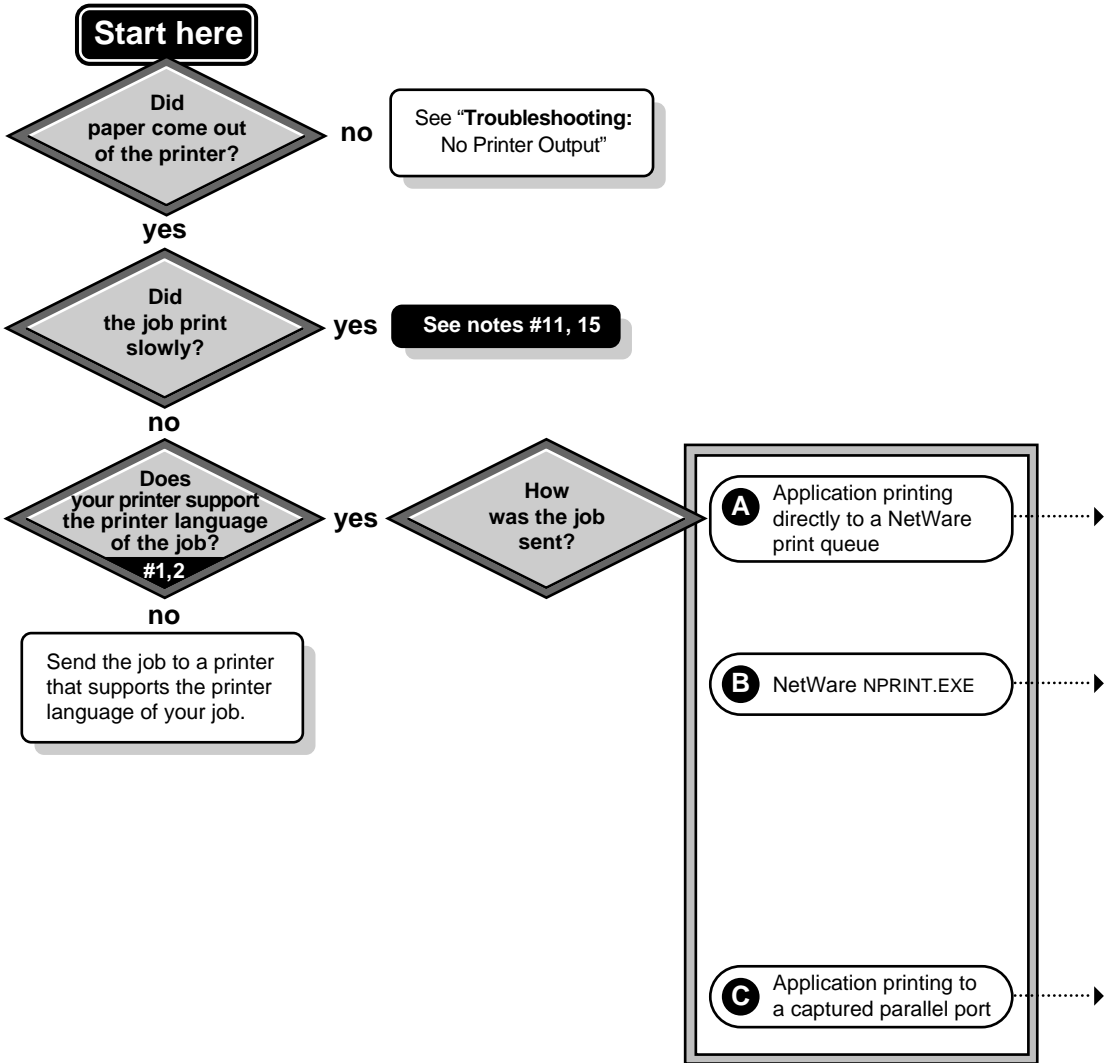 Start here
Did
paper come out
of the printer?
no
See “Troubleshooting:
No Printer Output”
yes
Did
the job print
slowly?
yes
See notes #11, 15
no
Does
your printer support
the printer language
of the job?
#1,2
yes
How
was the job
sent?
A
Application printing
directly to a NetWare
print queue
no
Send the job to a printer
that supports the printer
language of your job.
B
NetWare NPRINT.EXE
C
Application printing to
a captured parallel port